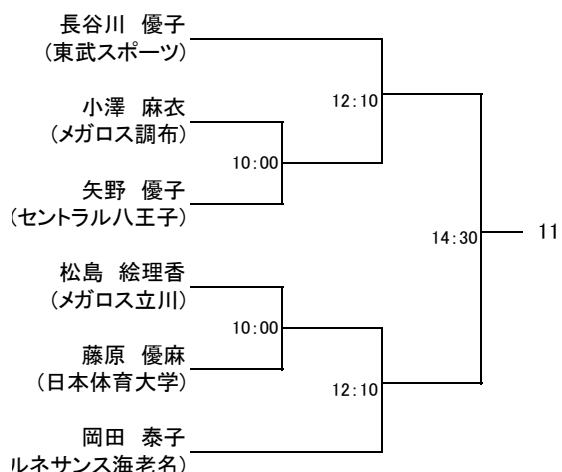 長谷川　優子
(東武スポーツ)
12:10
小澤　麻衣
(メガロス調布)
10:00
矢野　優子
(セントラル八王子)
14:30
11
松島　絵理香
(メガロス立川)
10:00
藤原　優麻
(日本体育大学)
12:10
岡田　泰子
ルネサンス海老名)